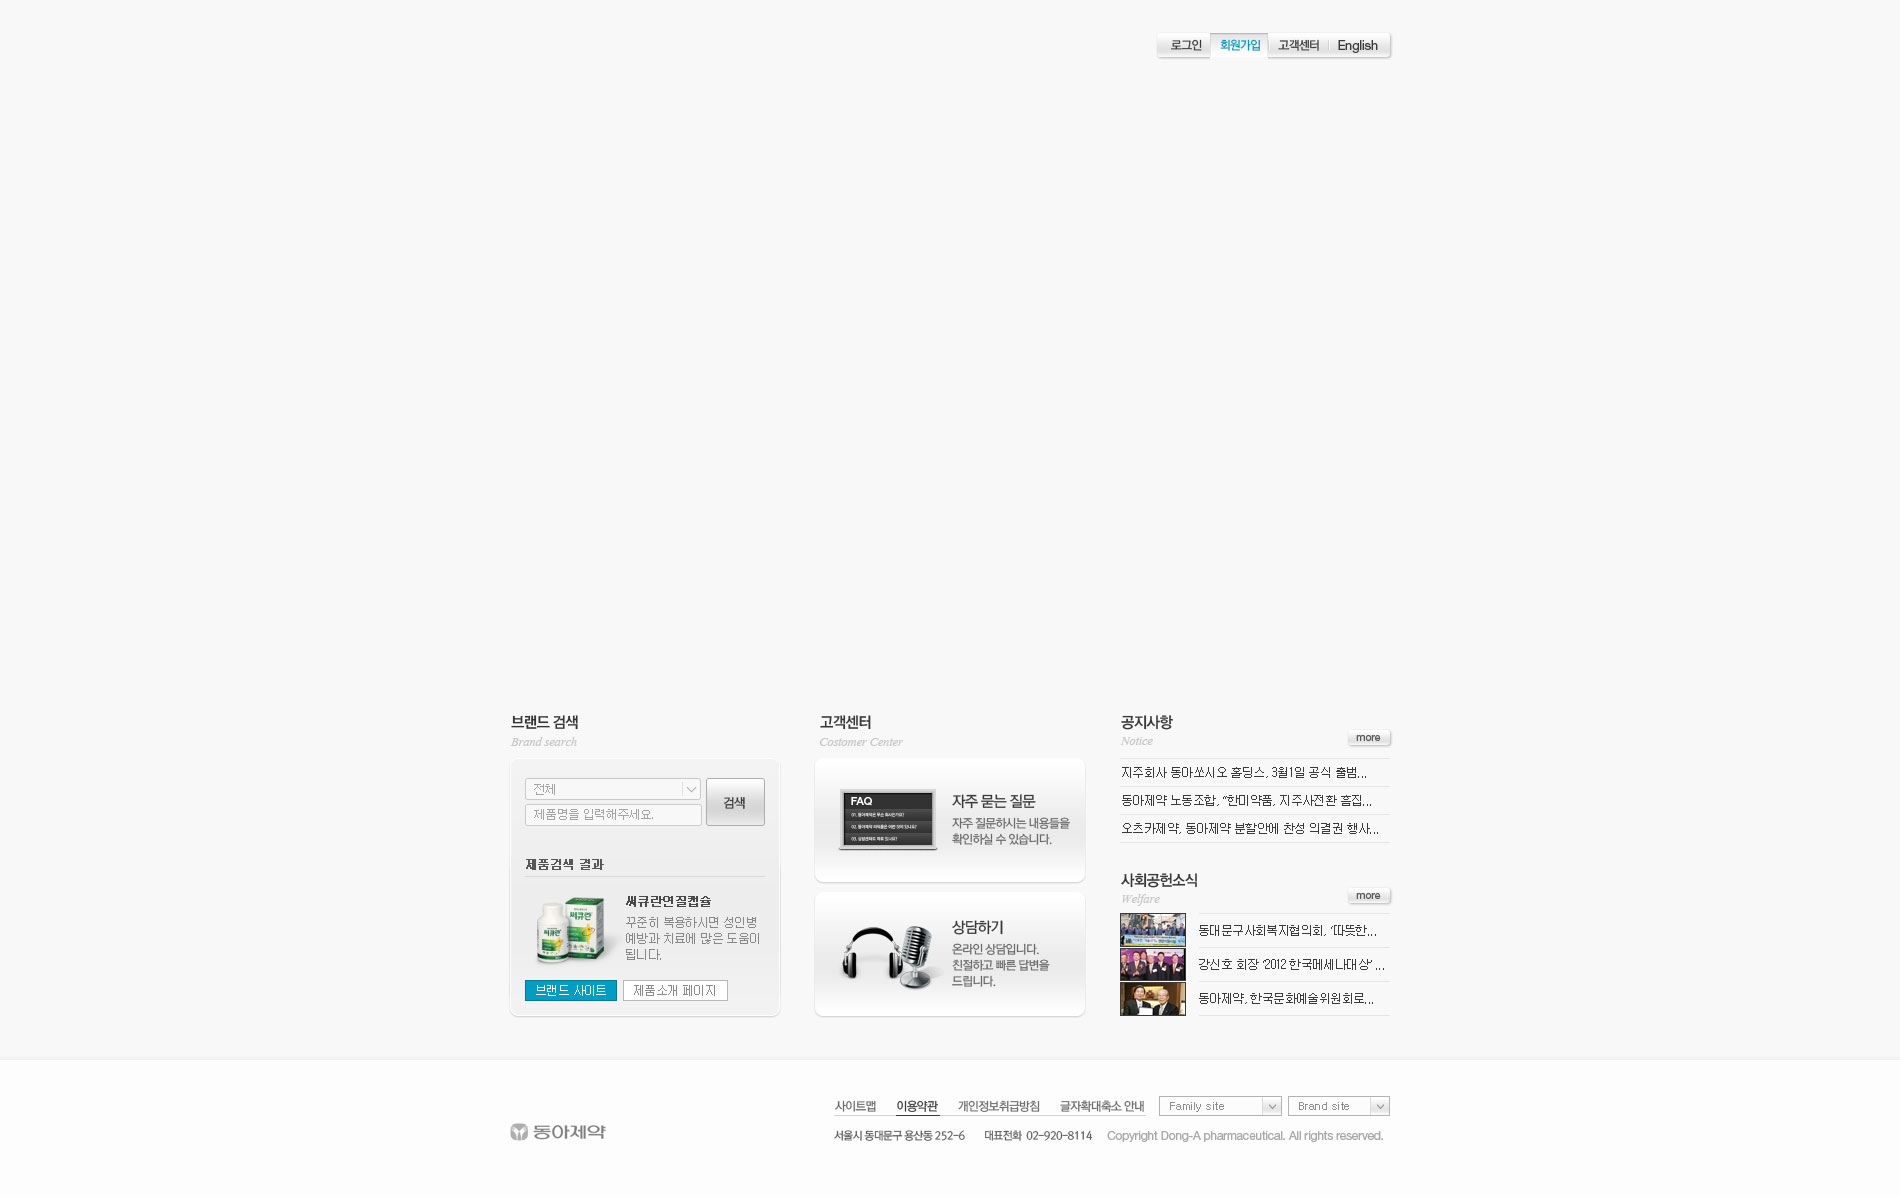 로그인 회원가입 고객센터 English
브랜드 검색
Brand search
전체
제품명을 입력해주세요.
검색
제품검색 결과
써큐란연질캡슐
꾸준히 복용하시면 성인병
예방과 치료에 많은 도움이
됩니다.
브랜드 사이트 제품소개 페이지
고객센터
Costomer Center
FAQ
자주 묻는 질문
자주 질문하시는 내용들을
확인하실 수 있습니다.
상담하기
온라인 상담입니다.
친절하고 빠른 답변을
드립니다.
공지사항
Notice
more
지주회사 동아쏘시오 홀딩스, 3월1일 공식 출범...
동아제약 노동조합, "한미약품, 지주사전환 흠집...
오츠카제약, 동아제약 분할안에 찬성 의결권 행사...
사회공헌소식
Welfare
more
동대문구사회복지협의회, '따뜻한...
강신호 회장 '2012 한국메세나대상' ...
동아제약, 한국문화예술위원회로...
동아제약
사이트맵 이용약관 개인정보취급방침 글자확대축소 안내 Family site Brand site
서울시 동대문구 용산동 252-6 대표전화 02-920-8114 Copyright Dong-A pharmaceutical. All rights reserved.